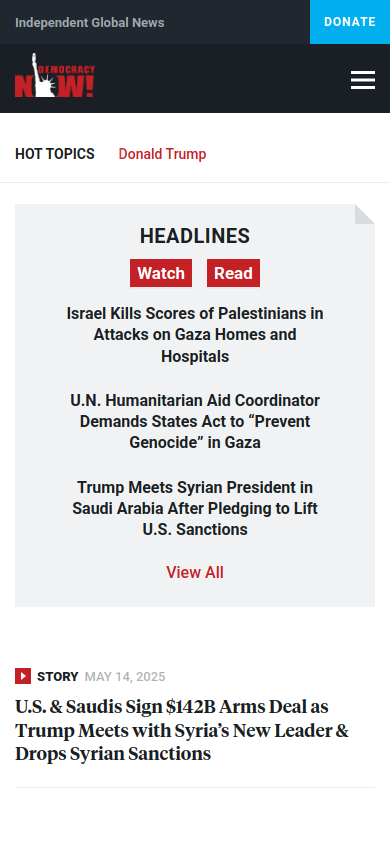 Independent Global News
DONATE
DEMOCRACY
NOW!
HOT TOPICS
Donald Trump
HEADLINES
Watch
Read
Israel Kills Scores of Palestinians in
Attacks on Gaza Homes and
Hospitals
U.N. Humanitarian Aid Coordinator
Demands States Act to “Prevent
Genocide” in Gaza
Trump Meets Syrian President in
Saudi Arabia After Pledging to Lift
U.S. Sanctions
View All
STORY MAY 14, 2025
U.S. & Saudis Sign $142B Arms Deal as
Trump Meets with Syria’s New Leader &
Drops Syrian Sanctions